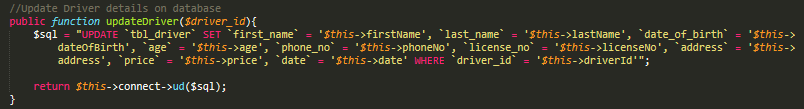 //Update Driver details on database
public function updateDriver($driver_id){
$sql = "UPDATE `tbl_driver` SET `first_name` = '$this->firstName', `last_name` = '$this->lastName', `date_of_birth` = '$this->
dateOfBirth', `age` = '$this->age', `phone_no` = '$this->phoneNo', `license_no` = '$this->licenseNo', `address` = '$this->
address', `price` = '$this->price', `date` = '$this->date' WHERE `driver_id` = '$this->driverId'";
return $this->connect->ud($sql);
}